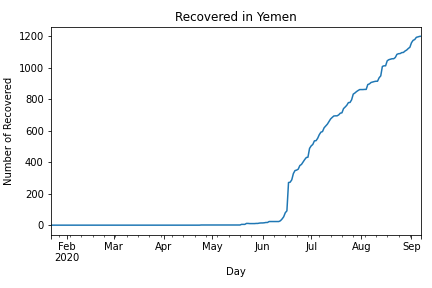 Recovered in Yemen
Number of Recovered
1200
1000
800
600
400
200
0
Feb Mar Apr May Jun Jul Aug Sep
2020
Day